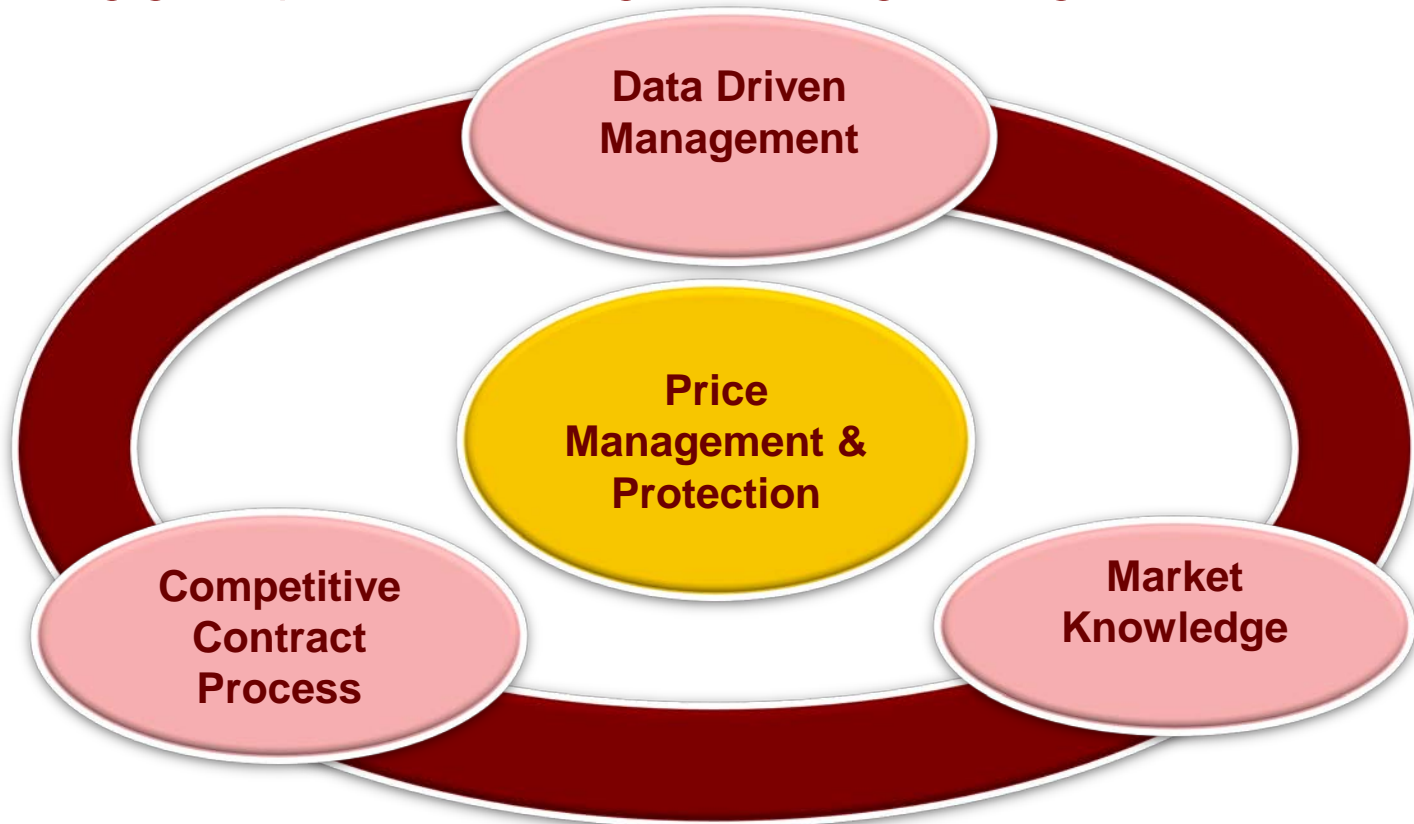 Data Driven
Management
Price
Management &
Protection
Competitive
Contract
Process
Market
Knowledge